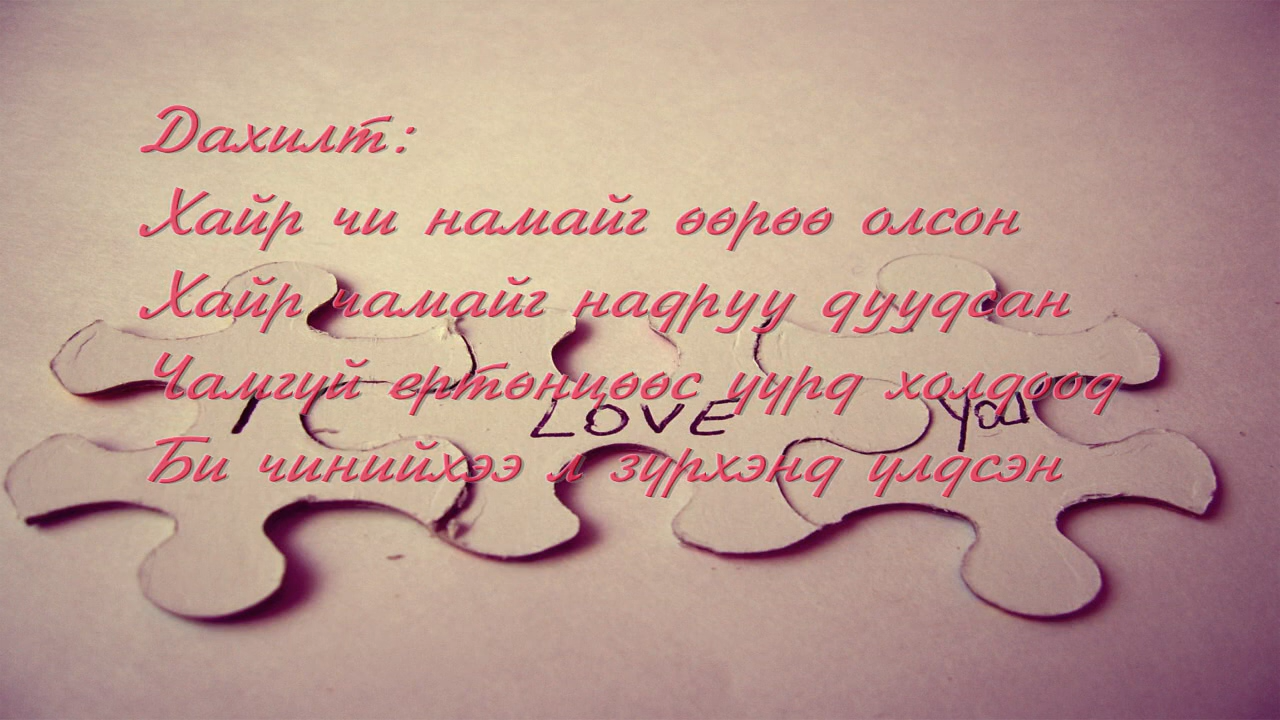 Дахилт:
Хайр чи намайг өөрөө олсон
Хайр чамайг надруу дуудсан
Чамгүй ертөнцөөс үүрд холдоод
I LOVE YOU
Би чинийхээ л зүрхэнд үлдсэн